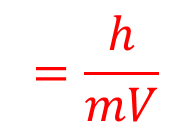 = h/mV